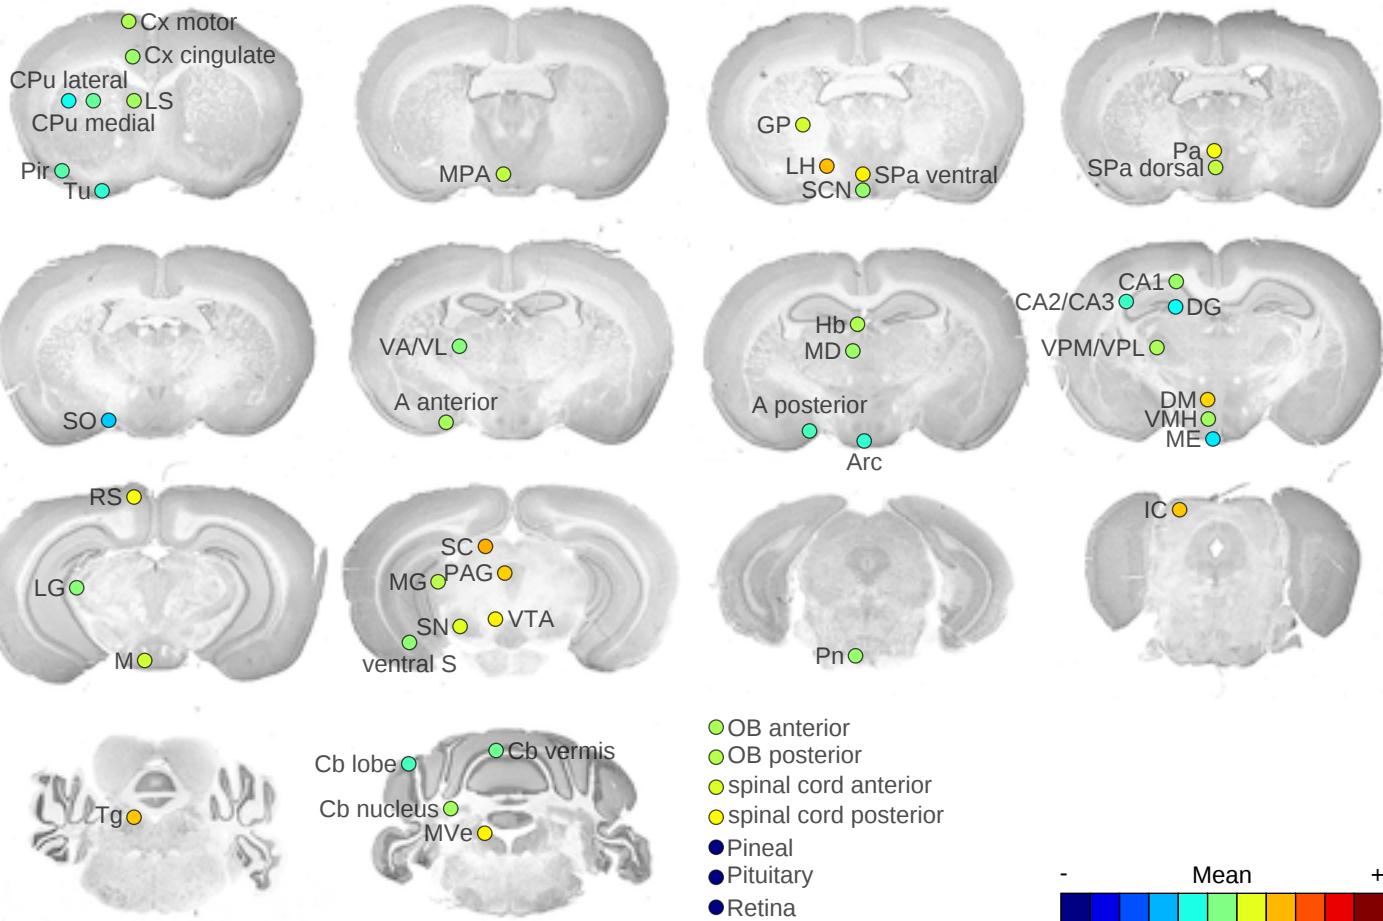 Cx motor
Cx cingulate
CPu lateral
LS
CPu medial
Pir
Tu
MPA
GP
LH
SPa ventral
SCN
Pa
SPa dorsal
SO
VA/VL
A anterior
Hb
MD
A posterior
Arc
CA1
CA2/CA3
DG
VPM/VPL
DM
VMH
ME
RS
LG
M
SC
PAG
MG
VTA
SN
ventral S
Pn
IC
Tg
Cb vermis
Cb lobe
Cb nucleus
MVe
OB anterior
OB posterior
spinal cord anterior
spinal cord posterior
Pineal
Pituitary
Retina
- Mean +